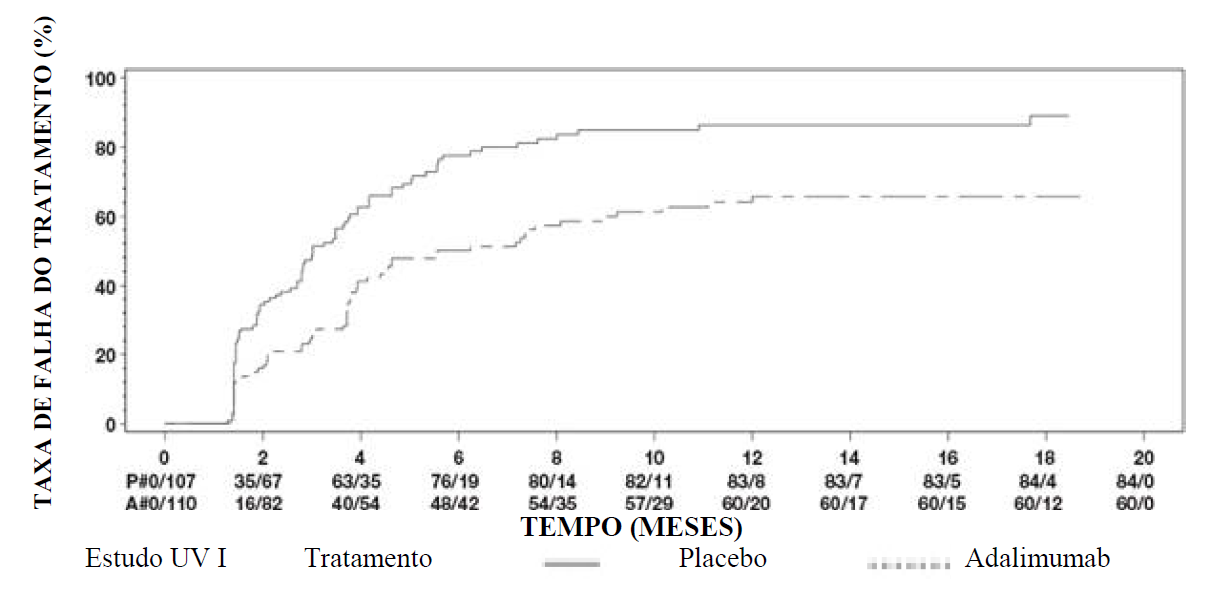 TAXA DE FALHA DO TRATAMENTO (%)
100
80
60
40
20
0
0 2 4 6 8 10 12 14 16 18 20
P#0/107 35/67 63/35 76/19 80/14 82/11 83/8 83/7 83/5 84/4 84/0
A#0/110 16/82 40/54 48/42 54/35 57/29 60/20 60/17 60/15 60/12 60/0
TEMPO (MESES)
Estudo UV I Tratamento Placebo Adalimumab